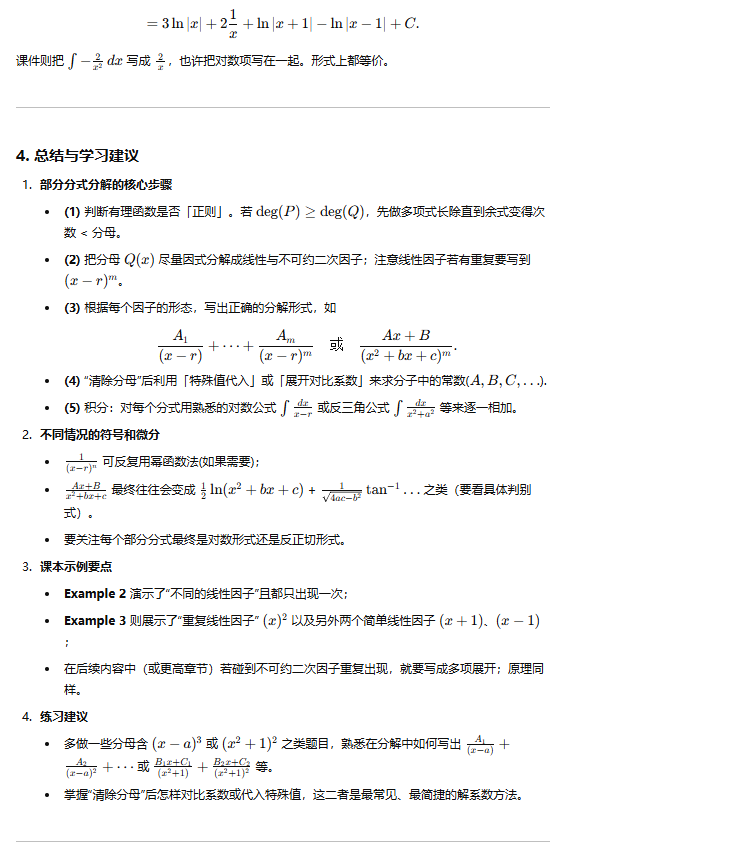 = 3 ln |x| + 2 1/x + ln |x + 1| − ln |x − 1| + C.
课件则把 ∫ −2/x² dx 写成 2/x，也许把对数项写在一起。形式上都等价。
4. 总结与学习建议
1. 部分分式分解的核心步骤
• (1) 判断有理函数是否「正则」。若 deg(P) ≥ deg(Q)，先做多项式长除直到余式变得次
数 < 分母。
• (2) 把分母 Q(x) 尽量因式分解成线性与不可约二次因子；注意线性因子若有重复要写到
(x − r)ᵐ。
• (3) 根据每个因子的形态，写出正确的分解形式，如
A₁/(x − r) + ⋯ + Aₘ/(x − r)ᵐ 或 Ax + B/(x² + bx + c)ᵐ.
• (4) “清除分母”后利用「特殊值代入」或「展开对比系数」来求分子中的常数(A, B, C, …).
• (5) 积分：对每个分式用熟悉的对数公式 ∫ dx/x−r 或反三角公式 ∫ dx/x²+a² 等来逐一相加。
2. 不同情况的符号和微分
• 1/(x−r)ⁿ 可反复用幂函数法(如果需要)；
• Ax+B/x²+bx+c 最终往往会变成 1/2 ln(x² + bx + c) + 1/√4ac−b² tan⁻¹ … 之类（要看具体判别
式）。
• 要关注每个部分分式最终是对数形式还是反正切形式。
3. 课本示例要点
• Example 2 演示了“不同的线性因子”且都只出现一次；
• Example 3 则展示了“重复线性因子” (x)² 以及另外两个简单线性因子 (x + 1)、(x − 1)
；
• 在后续内容中（或更高章节）若碰到不可约二次因子重复出现，就要写成多项展开；原理同
样。
4. 练习建议
• 多做一些分母含 (x − a)³ 或 (x² + 1)² 之类题目，熟悉在分解中如何写出 A₁/(x−a) +
A₂/(x−a)² + ⋯ 或 B₁x+C₁/(x²+1) + B₂x+C₂/(x²+1)² 等。
• 掌握“清除分母”后怎样对比系数或代入特殊值，这二者是最常见、最简捷的解系数方法。